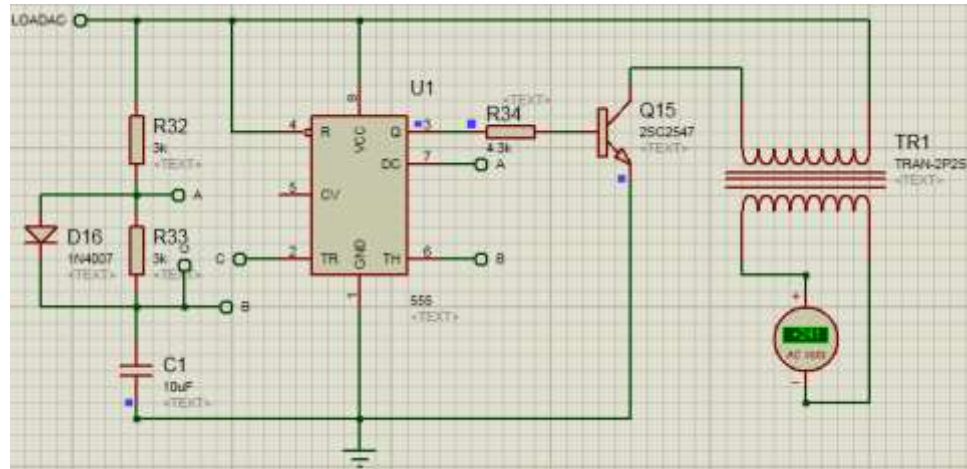 LOADAC
R32
3k
<TEXT>
A
D16
1N4007
<TEXT>
R33
3k
<TEXT>
C
B
C1
10uF
<TEXT>
U1
8
VCC
4
R
Q
3
DC
7
A
5
CV
C
2
TR
GND
TH
6
B
1
555
<TEXT>
<TEXT>
R34
4.3k
Q15
2SC2547
<TEXT>
TR1
TRAN-2P2S
<TEXT>
+
AC Volts